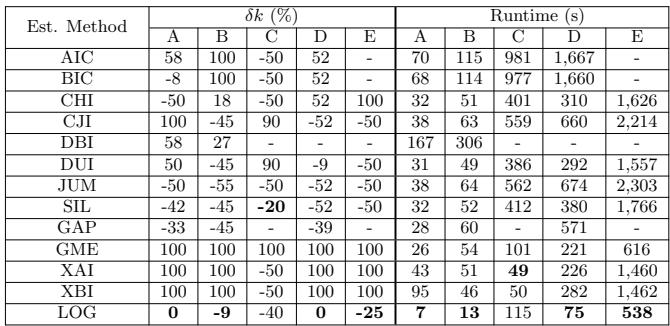 Est. Method δk (%) Runtime (s)
A B C D E A B C D E
AIC 58 100 -50 52 - 70 115 981 1,667 -
BIC -8 100 -50 52 - 68 114 977 1,660 -
CHI -50 18 -50 52 100 32 51 401 310 1,626
CJI 100 -45 90 -52 -50 38 63 559 660 2,214
DBI 58 27 - - - 167 306 - - -
DUI 50 -45 90 -9 -50 31 49 386 292 1,557
JUM -50 -55 -50 -52 -50 38 64 562 674 2,303
SIL -42 -45 -20 -52 -50 32 52 412 380 1,766
GAP -33 -45 - -39 - 28 60 - 571 -
GME 100 100 100 100 100 26 54 101 221 616
XAI 100 100 -50 100 100 43 51 49 226 1,460
XBI 100 100 -50 100 100 95 46 50 282 1,462
LOG 0 -9 -40 0 -25 7 13 115 75 538